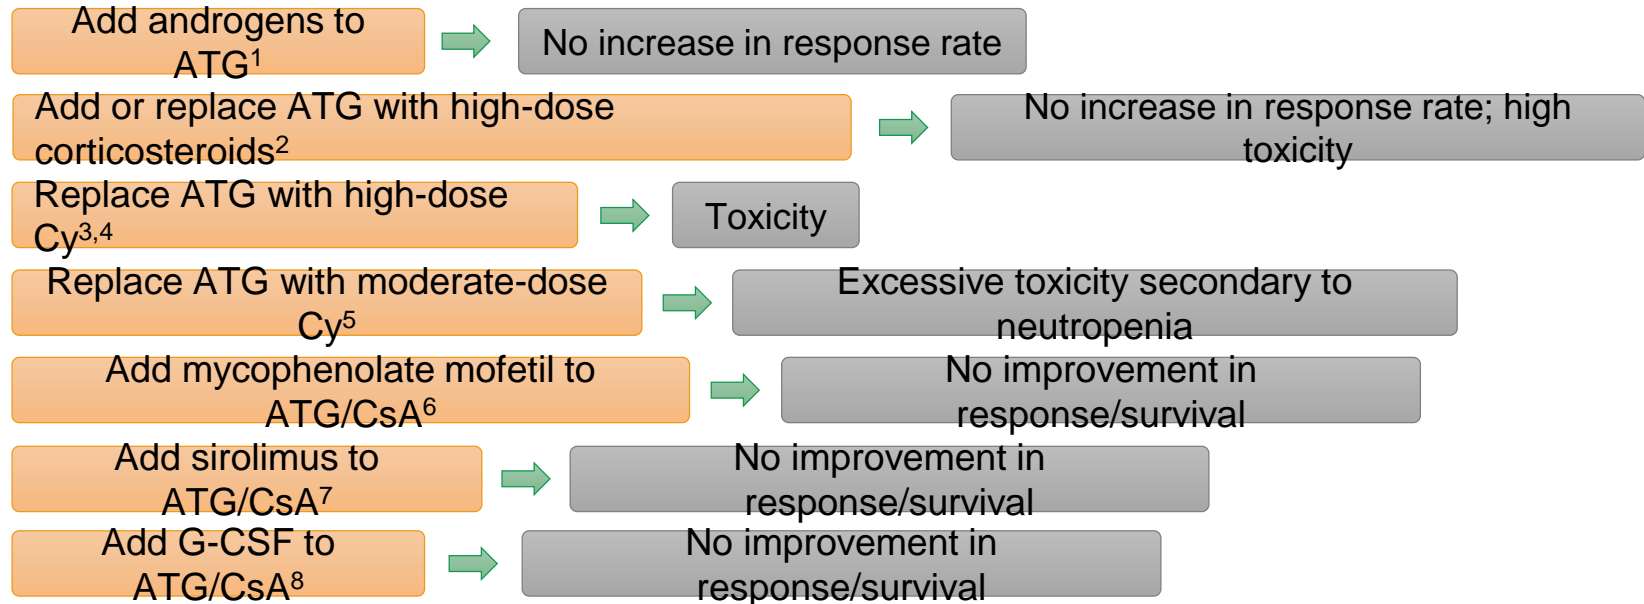 Add androgens to
ATG¹
No increase in response rate
Add or replace ATG with high-dose
corticosteroids²
No increase in response rate; high
toxicity
Replace ATG with high-dose
Cy³,⁴
Toxicity
Replace ATG with moderate-dose
Cy⁵
Excessive toxicity secondary to
neutropenia
Add mycophenolate mofetil to
ATG/CsA⁶
No improvement in
response/survival
Add sirolimus to
ATG/CsA⁷
No improvement in
response/survival
Add G-CSF to
ATG/CsA⁸
No improvement in
response/survival